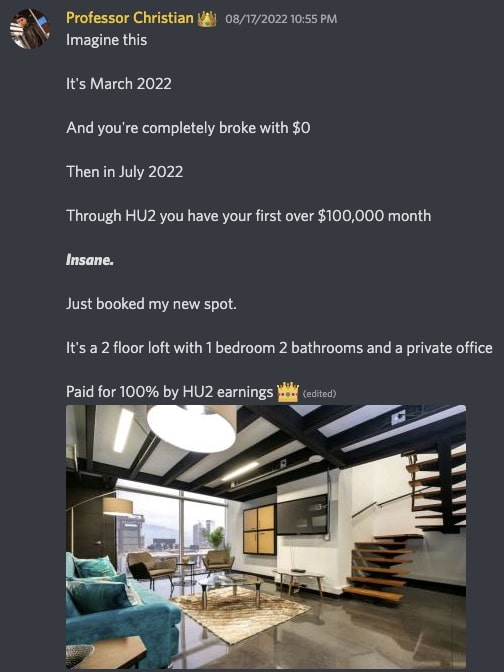 Professor Christian 👑 08/17/2022 10:55 PM
Imagine this
It's March 2022
And you're completely broke with $0
Then in July 2022
Through HU2 you have your first over $100,000 month
Insane.
Just booked my new spot.
It's a 2 floor loft with 1 bedroom 2 bathrooms and a private office
Paid for 100% by HU2 earnings 👑 (edited)